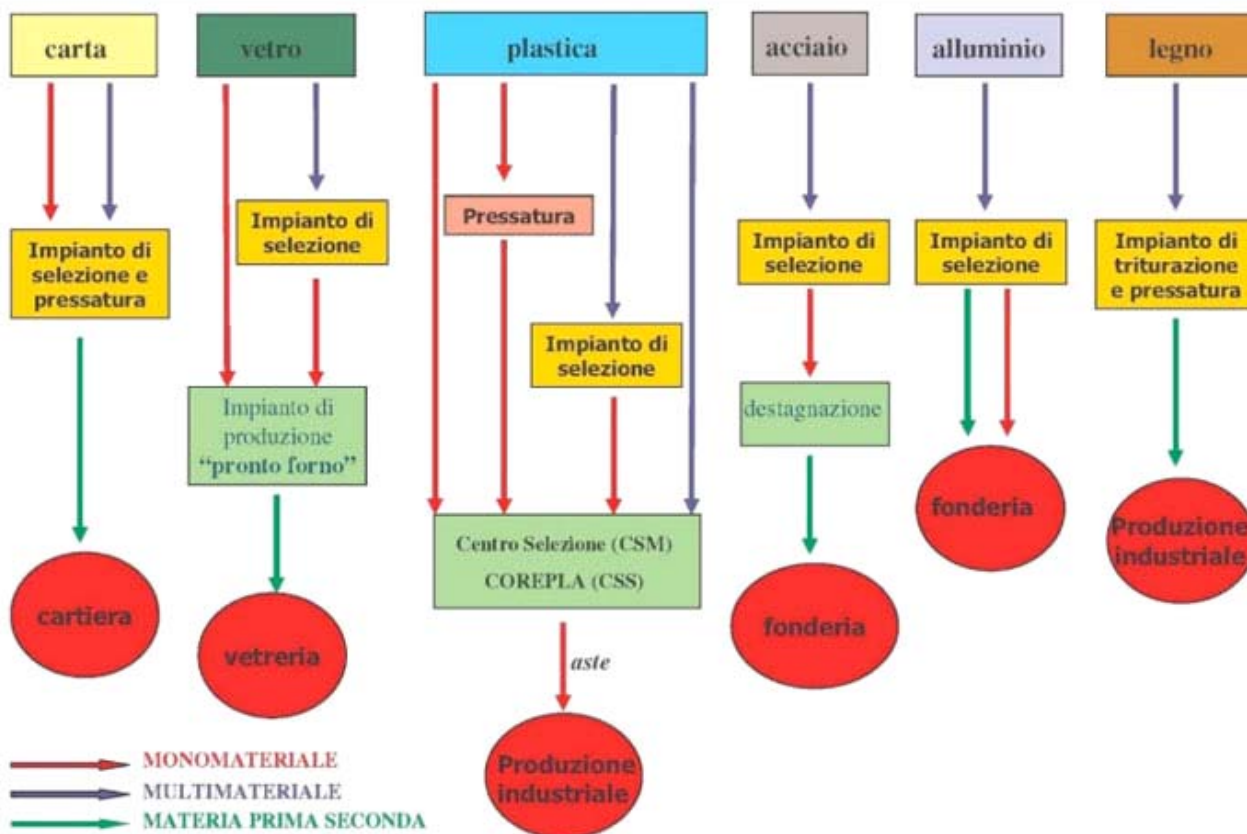 carta
vetro
plastica
acciaio
alluminio
legno
Impianto di
selezione e
pressatura
cartiera
Impianto di
selezione
Impianto di
produzione
“pronto forno”
vetreria
Pressatura
Impianto di
selezione
Centro Selezione (CSM)
COREPLA (CSS)
aste
Produzione
industriale
Impianto di
selezione
destagnazione
fonderia
Impianto di
selezione
fonderia
Impianto di
triturazione
e pressatura
Produzione
industriale
MONOMATERIALE
MULTIMATERIALE
MATERIA PRIMA SECONDA